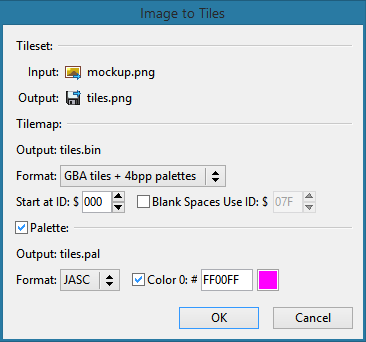 Image to Tiles
Tileset:
Input: mockup.png
Output: tiles.png
Tilemap:
Output: tiles.bin
Format: GBA tiles + 4bpp palettes
Start at ID: $ 000 Blank Spaces Use ID: $ 07F
Palette:
Output: tiles.pal
Format: JASC Color 0: # FF00FF
OK Cancel